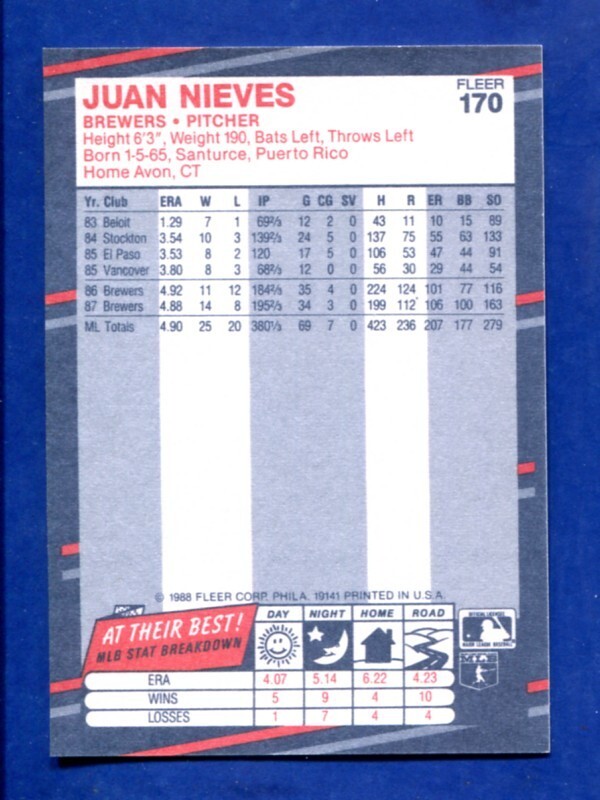 FLEER
170
JUAN NIEVES
BREWERS • PITCHER
Height 6'3", Weight 190, Bats Left, Throws Left
Born 1-5-65, Santurce, Puerto Rico
Home Avon, CT
Yr. Club ERA W L IP G CG SV H R ER BB SO
83 Beloit 1.29 7 1 69⅔ 12 2 0 43 11 10 15 89
84 Stockton 3.54 10 3 139⅔ 24 5 0 137 75 55 63 133
85 El Paso 3.53 8 2 120 17 5 0 106 53 47 44 91
85 Vancover 3.80 8 3 68⅔ 12 0 0 56 30 29 44 54
86 Brewers 4.92 11 12 184⅔ 35 4 0 224 124 101 77 116
87 Brewers 4.88 14 8 195⅔ 34 3 0 199 112 106 100 163
ML Totals 4.90 25 20 380⅓ 69 7 0 423 236 207 177 279
© 1988 FLEER CORP. PHILA. 19141 PRINTED IN U.S.A.
AT THEIR BEST!
MLB STAT BREAKDOWN
DAY NIGHT HOME ROAD
ERA 4.07 5.14 6.22 4.23
WINS 5 9 4 10
LOSSES 1 7 4 4
MAJOR LEAGUE BASEBALL